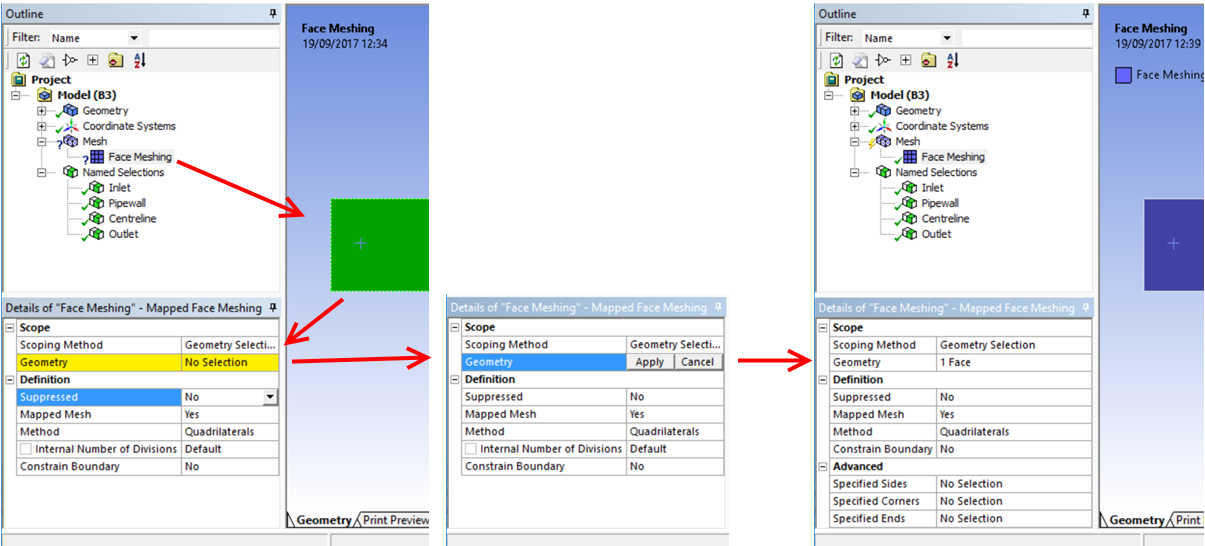 Outline
Filter: Name
Project
Model (B3)
Geometry
Coordinate Systems
Mesh
Face Meshing
Named Selections
Inlet
Pipewall
Centreline
Outlet
Face Meshing
19/09/2017 12:34
Details of "Face Meshing" - Mapped Face Meshing
Scope
Scoping Method Geometry Selecti...
Geometry No Selection
Definition
Suppressed No
Mapped Mesh Yes
Method Quadrilaterals
Internal Number of Divisions Default
Constrain Boundary No
Geometry Print Preview
Details of "Face Meshing" - Mapped Face Meshing
Scope
Scoping Method Geometry Selecti...
Geometry Apply Cancel
Definition
Suppressed No
Mapped Mesh Yes
Method Quadrilaterals
Internal Number of Divisions Default
Constrain Boundary No
Outline
Filter: Name
Project
Model (B3)
Geometry
Coordinate Systems
Mesh
Face Meshing
Named Selections
Inlet
Pipewall
Centreline
Outlet
Face Meshing
19/09/2017 12:39
Face Meshing
Details of "Face Meshing" - Mapped Face Meshing
Scope
Scoping Method Geometry Selection
Geometry 1 Face
Definition
Suppressed No
Mapped Mesh Yes
Method Quadrilaterals
Constrain Boundary No
Advanced
Specified Sides No Selection
Specified Corners No Selection
Specified Ends No Selection
Geometry Print